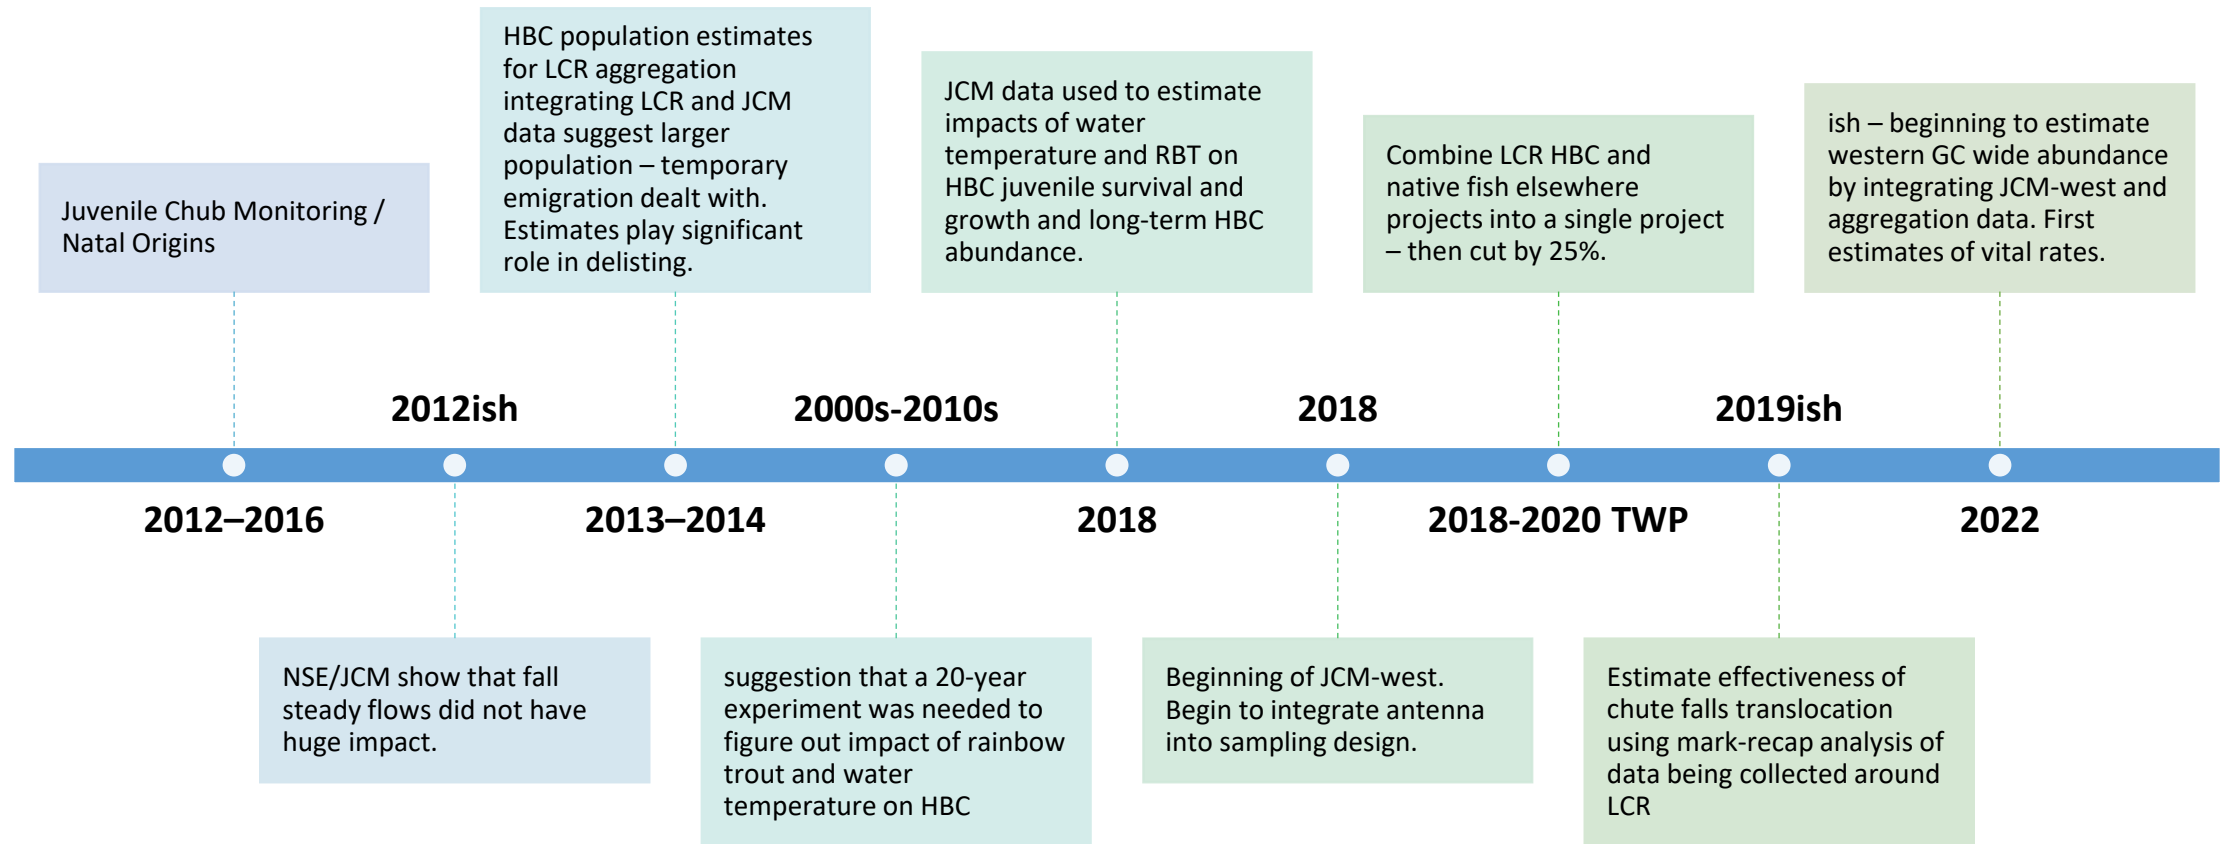 HBC population estimates
for LCR aggregation
integrating LCR and JCM
data suggest larger
population – temporary
emigration dealt with.
Estimates play significant
role in delisting.
JCM data used to estimate
impacts of water
temperature and RBT on
HBC juvenile survival and
growth and long-term HBC
abundance.
Combine LCR HBC and
native fish elsewhere
projects into a single project
– then cut by 25%.
ish – beginning to estimate
western GC wide abundance
by integrating JCM-west and
aggregation data. First
estimates of vital rates.
Juvenile Chub Monitoring /
Natal Origins
2012ish
2000s-2010s
2018
2019ish
2012–2016
2013–2014
2018
2018-2020 TWP
2022
NSE/JCM show that fall
steady flows did not have
huge impact.
suggestion that a 20-year
experiment was needed to
figure out impact of rainbow
trout and water
temperature on HBC
Beginning of JCM-west.
Begin to integrate antenna
into sampling design.
Estimate effectiveness of
chute falls translocation
using mark-recap analysis of
data being collected around
LCR